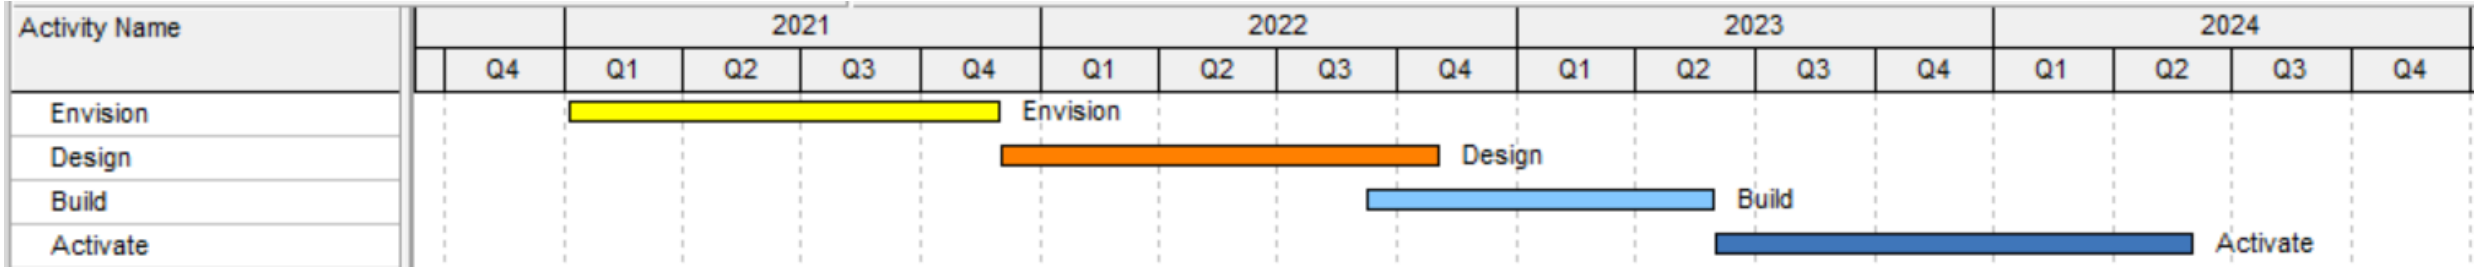 Activity Name 2021 2022 2023 2024
Q4 Q1 Q2 Q3 Q4 Q1 Q2 Q3 Q4 Q1 Q2 Q3 Q4 Q1 Q2 Q3 Q4
Envision Envision
Design Design
Build Build
Activate Activate